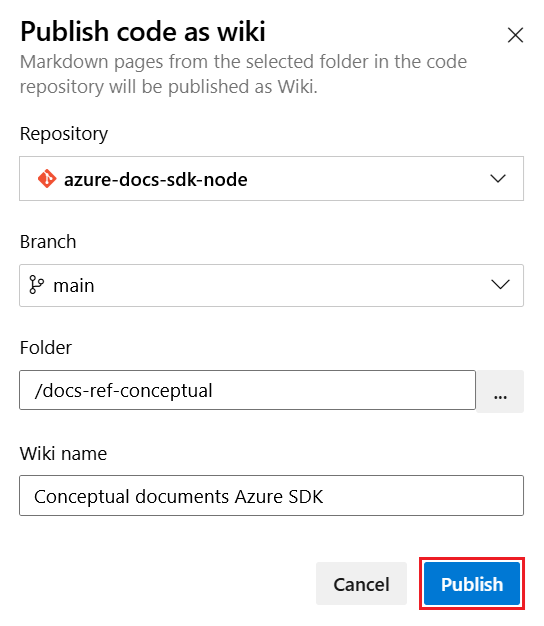 Publish code as wiki
Markdown pages from the selected folder in the code
repository will be published as Wiki.
Repository
azure-docs-sdk-node
Branch
main
Folder
/docs-ref-conceptual
...
Wiki name
Conceptual documents Azure SDK
Cancel
Publish